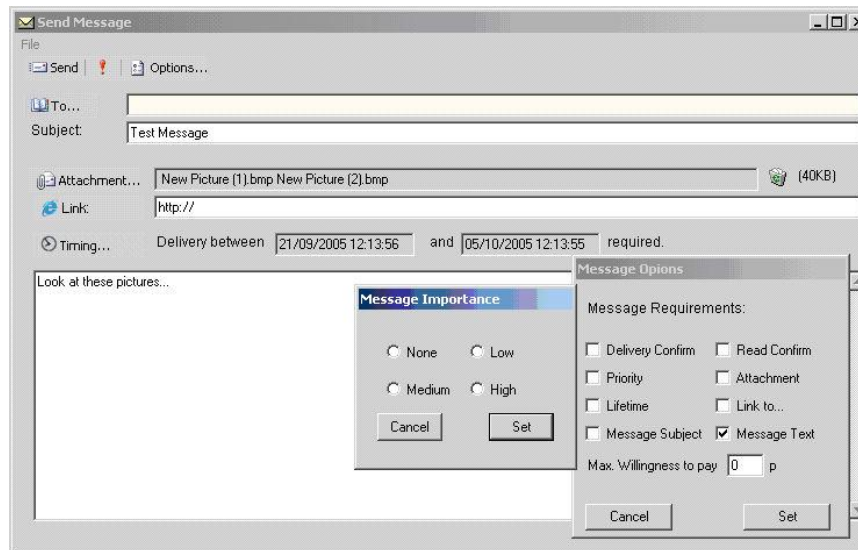 Send Message
File
Send ! Options...
To...
Subject: Test Message
Attachment... New Picture (1).bmp New Picture (2).bmp (40KB)
Link: http://
Timing... Delivery between 21/09/2005 12:13:56 and 05/10/2005 12:13:55 required.
Look at these pictures...
Message Importance
None Low
Medium High
Cancel Set
Message Opions
Message Requirements:
Delivery Confirm Read Confirm
Priority Attachment
Lifetime Link to...
Message Subject Message Text
Max. Willingness to pay 0 p
Cancel Set